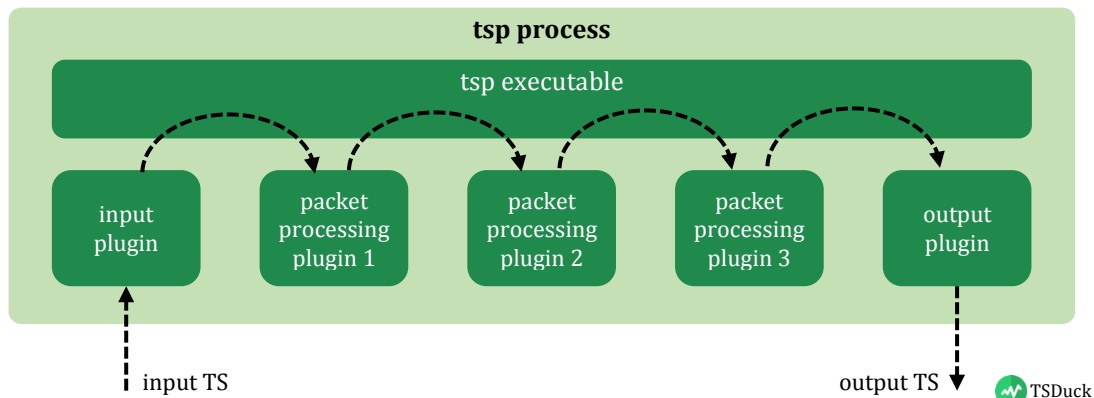 tsp process
tsp executable
input
plugin
packet
processing
plugin 1
packet
processing
plugin 2
packet
processing
plugin 3
output
plugin
input TS
output TS
TSDuck